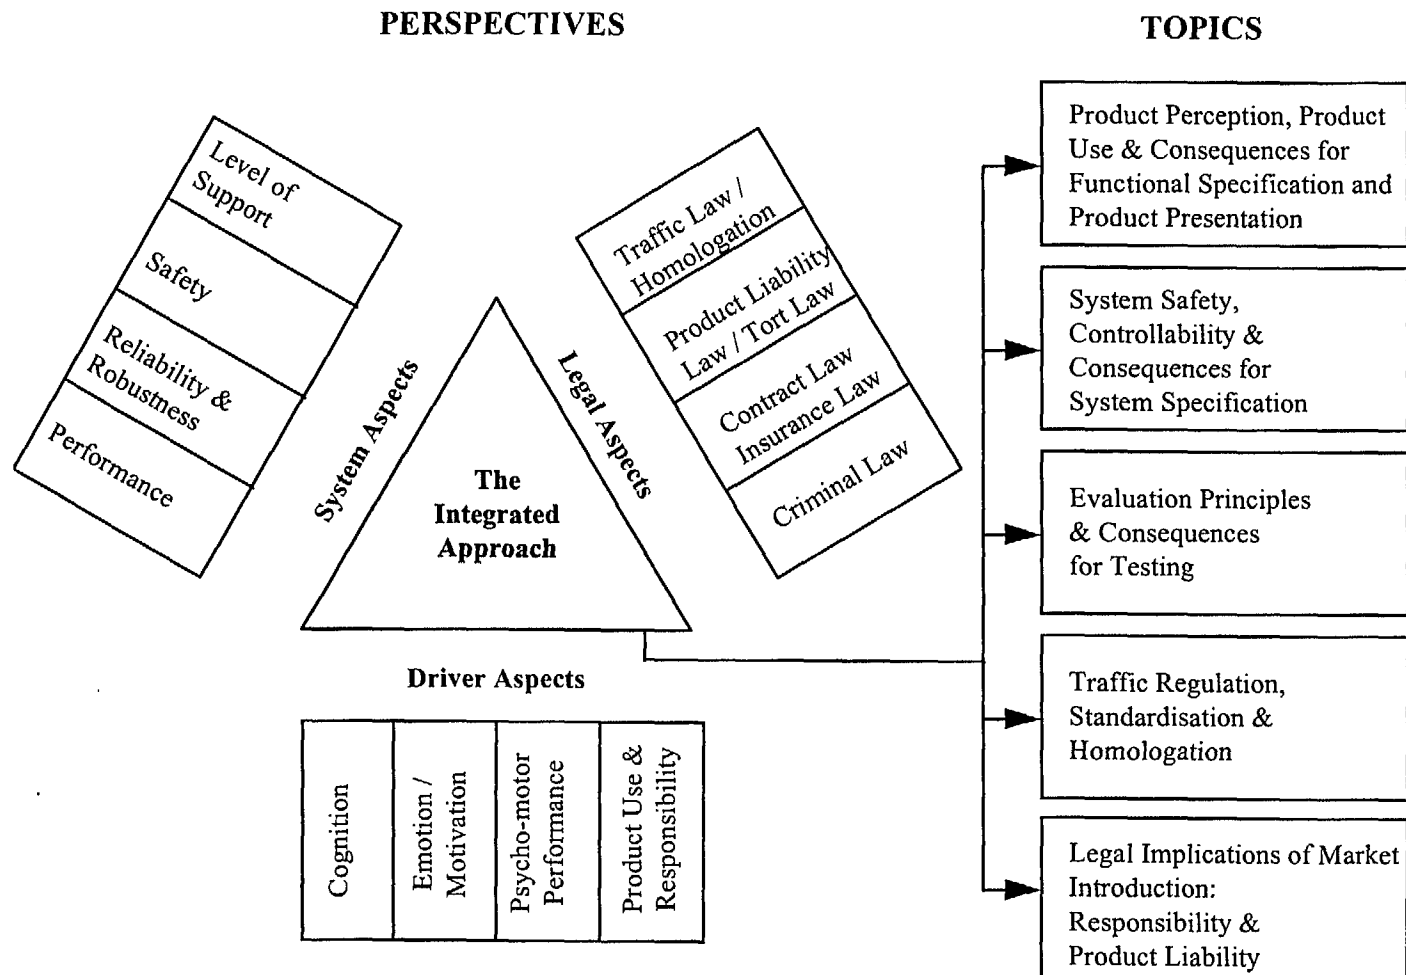 PERSPECTIVES
TOPICS
Level of
Support
Safety
Reliability &
Robustness
Performance
System Aspects
Traffic Law /
Homologation
Product Liability
Law / Tort Law
Contract Law
Insurance Law
Criminal Law
Legal Aspects
The
Integrated
Approach
Driver Aspects
Cognition
Emotion /
Motivation
Psycho-motor
Performance
Product Use &
Responsibility
Product Perception, Product
Use & Consequences for
Functional Specification and
Product Presentation
System Safety,
Controllability &
Consequences for
System Specification
Evaluation Principles
& Consequences
for Testing
Traffic Regulation,
Standardisation &
Homologation
Legal Implications of Market
Introduction:
Responsibility &
Product Liability